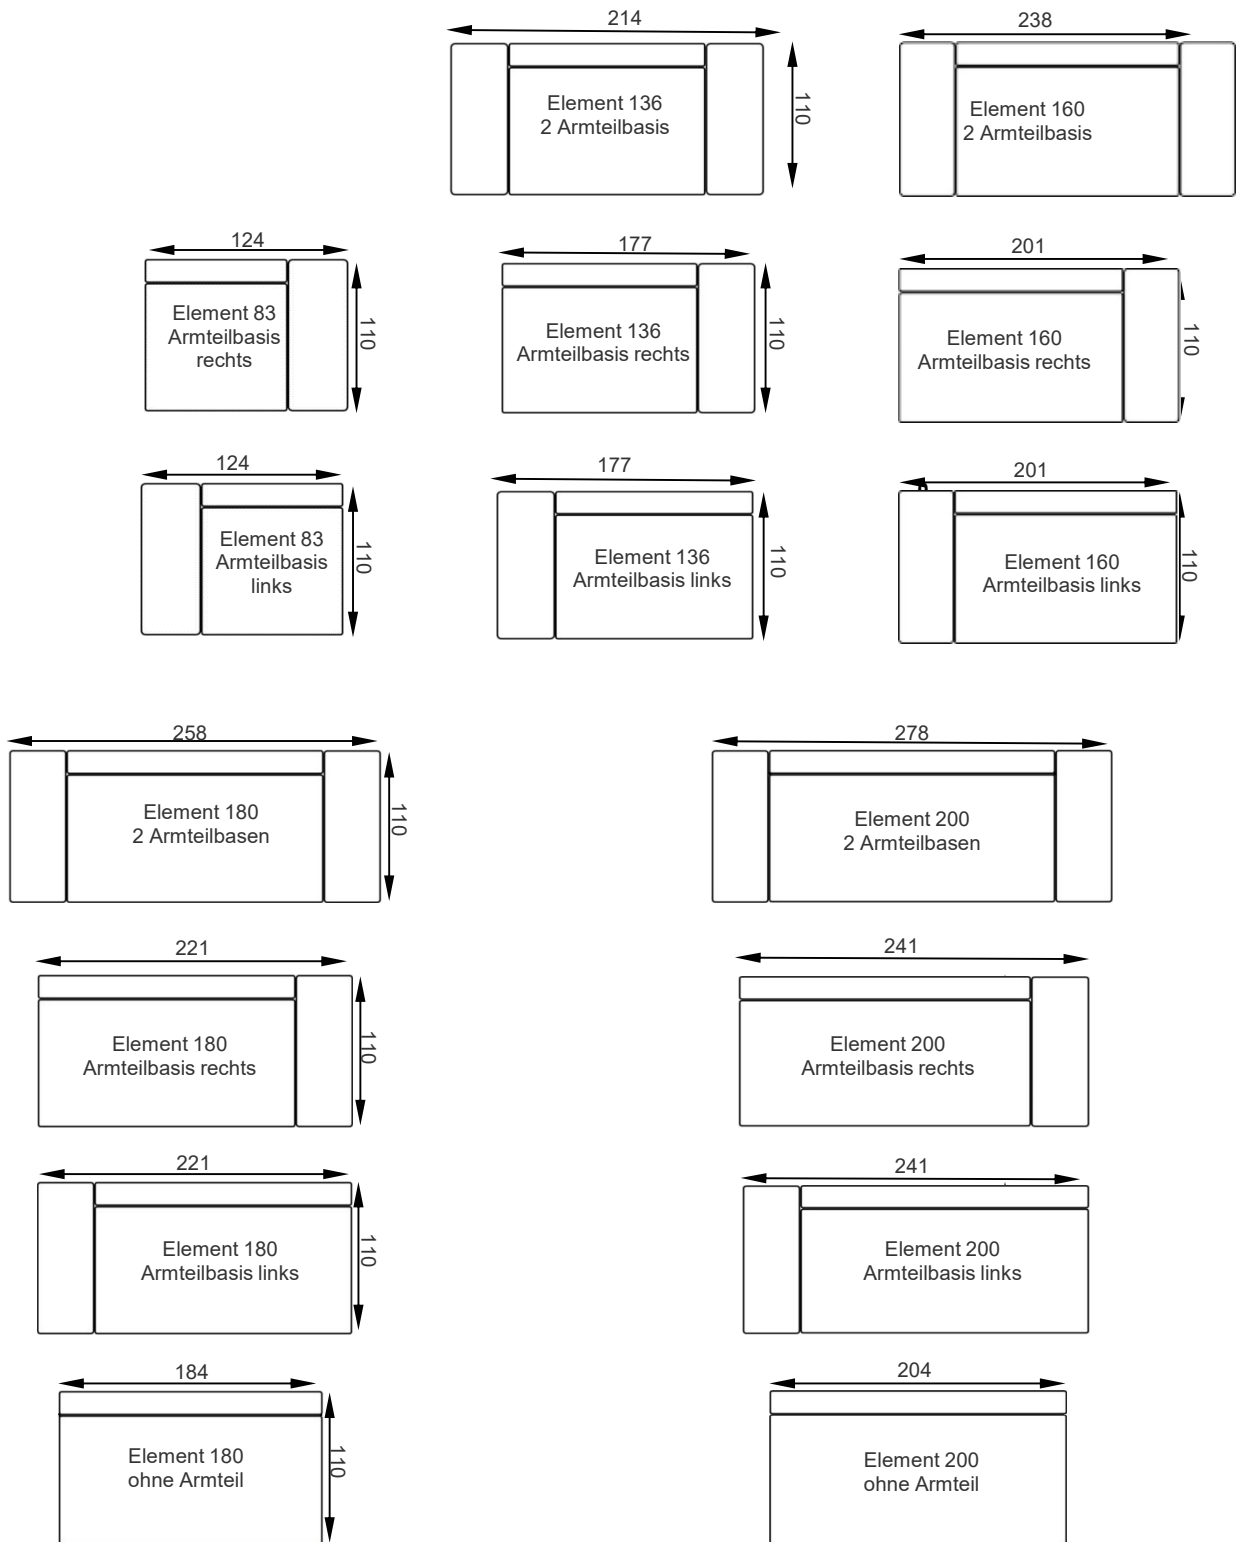 214
238
Element 136
2 Armteilbasis
110
Element 160
2 Armteilbasis
124
177
201
Element 83
Armteilbasis
rechts
110
Element 136
Armteilbasis rechts
110
Element 160
Armteilbasis rechts
110
124
177
201
Element 83
Armteilbasis
links
110
Element 136
Armteilbasis links
110
Element 160
Armteilbasis links
110
258
278
Element 180
2 Armteilbasen
110
Element 200
2 Armteilbasen
221
241
Element 180
Armteilbasis rechts
110
Element 200
Armteilbasis rechts
221
241
Element 180
Armteilbasis links
110
Element 200
Armteilbasis links
184
204
Element 180
ohne Armteil
110
Element 200
ohne Armteil